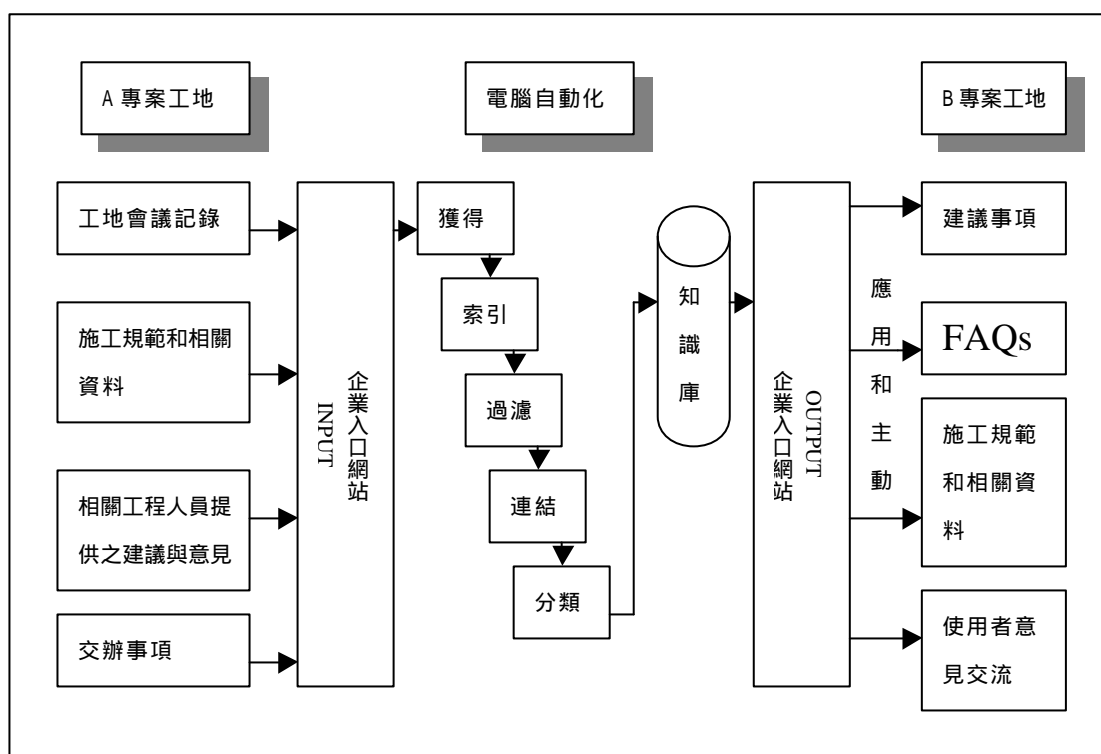 A 專案工地
電腦自動化
B 專案工地
工地會議記錄
施工規範和相關
資料
相關工程人員提
供之建議與意見
交辦事項
企業入口網站
INPUT
獲得
索引
過濾
連結
分類
知識庫
OUTPUT
企業入口網站
應用和主動
建議事項
FAQs
施工規範
和相關資
料
使用者意
見交流